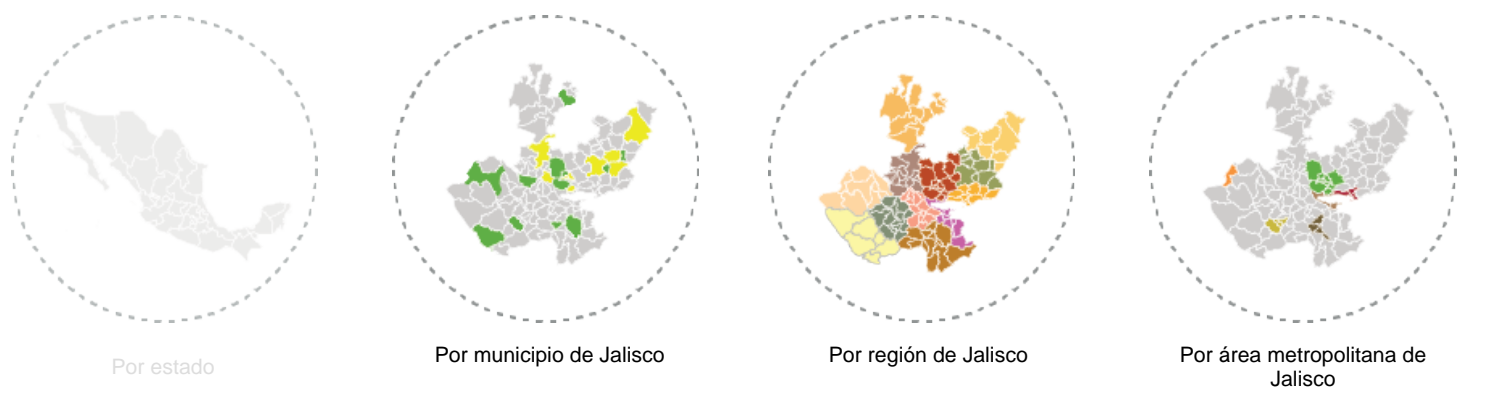 Por estado
Por municipio de Jalisco
Por región de Jalisco
Por área metropolitana de
Jalisco